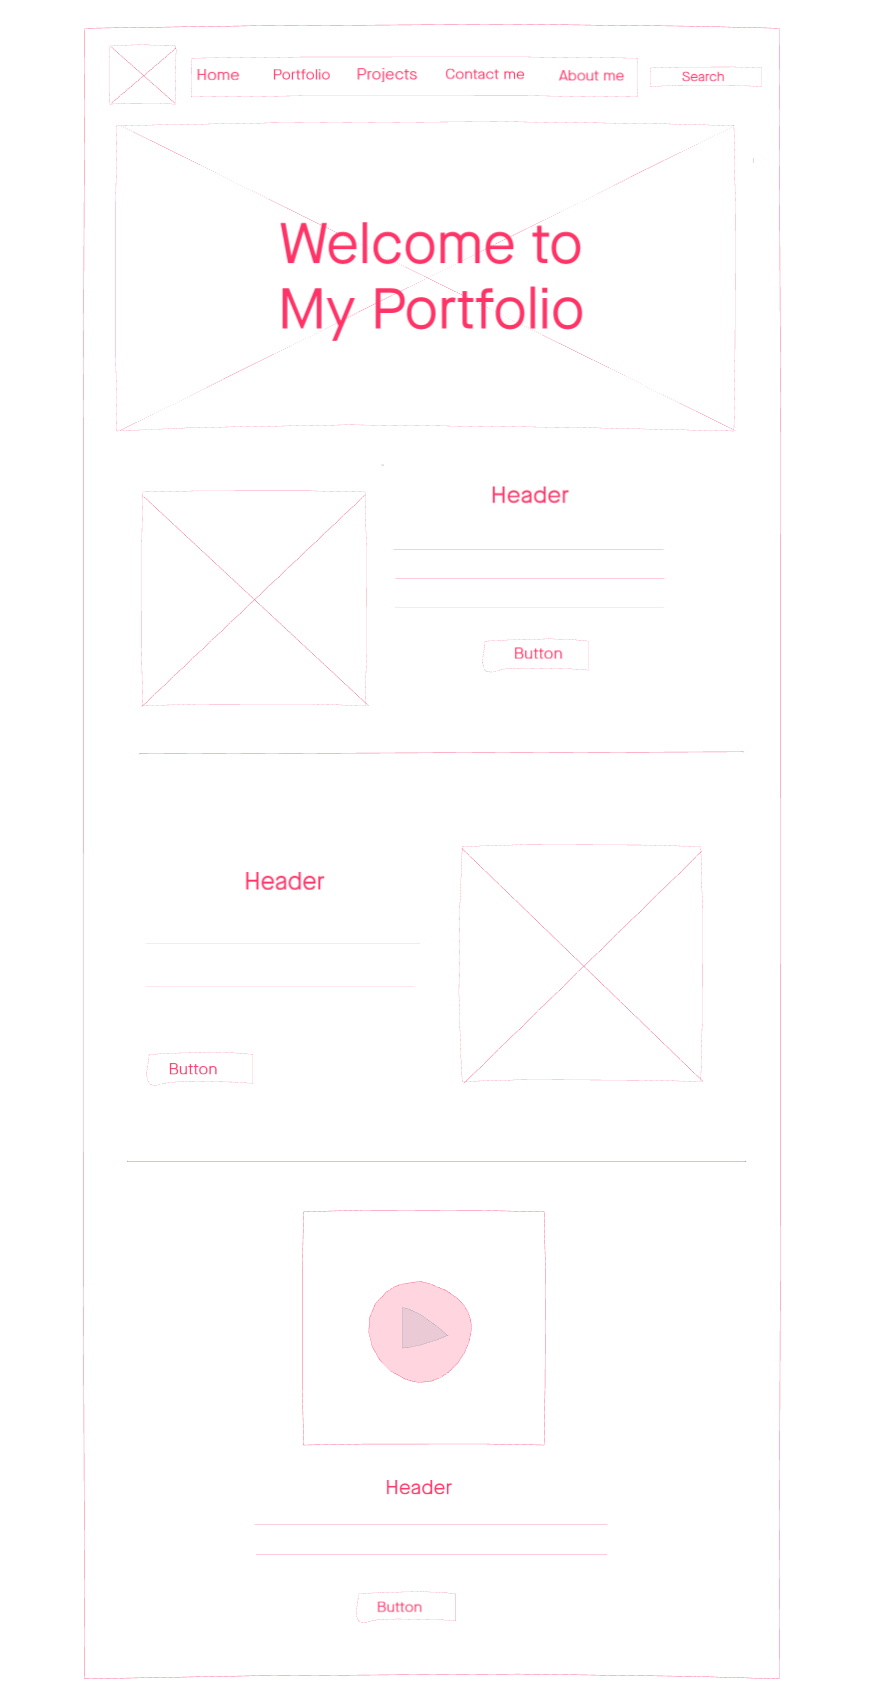 Home Portfolio Projects Contact me About me Search
Welcome to
My Portfolio
Header
Button
Header
Button
Header
Button